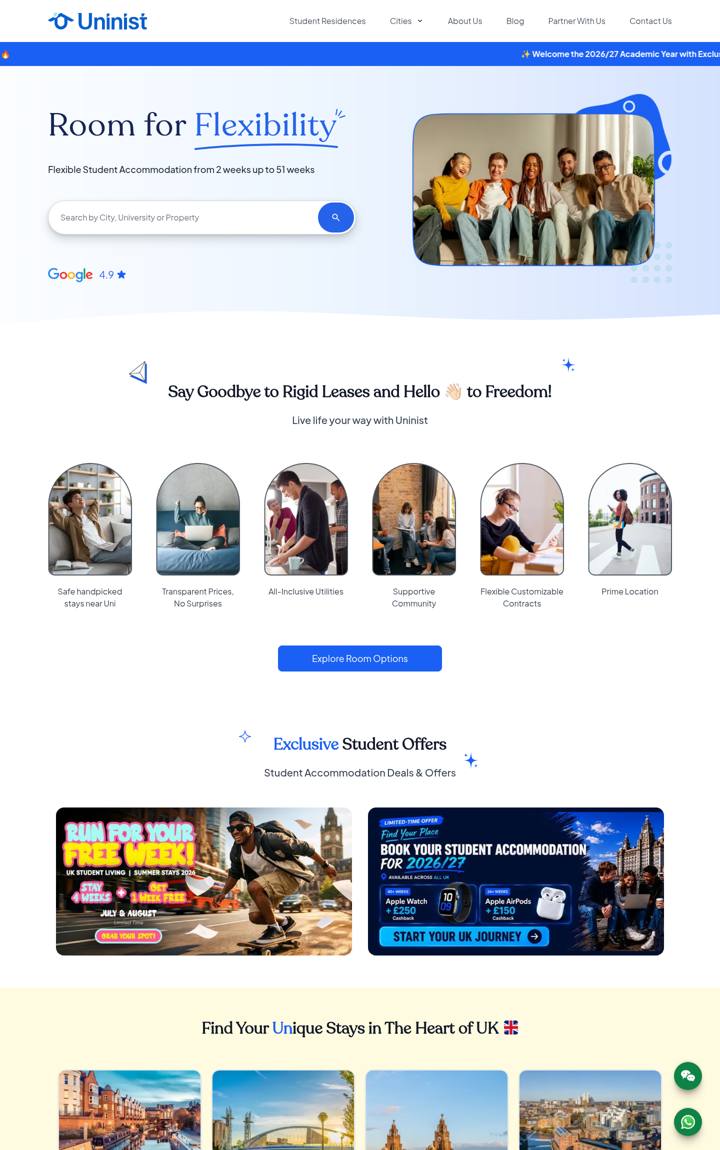 Uninist
Student Residences Cities About Us Blog Partner With Us Contact Us
🔥 ✨ Welcome the 2026/27 Academic Year with Exclus
Room for Flexibility
Flexible Student Accommodation from 2 weeks up to 51 weeks
Search by City, University or Property
Google 4.9
Say Goodbye to Rigid Leases and Hello 👋🏻 to Freedom!
Live life your way with Uninist
Safe handpicked
stays near Uni
Transparent Prices,
No Surprises
All-Inclusive Utilities
Supportive
Community
Flexible Customizable
Contracts
Prime Location
Explore Room Options
Exclusive Student Offers
Student Accommodation Deals & Offers
RUN FOR YOUR
FREE WEEK!
UK STUDENT LIVING | SUMMER STAYS 2026
STAY
4 WEEKS
+
GET
1 WEEK FREE
JULY & AUGUST
Limited Time
GRAB YOUR SPOT!
LIMITED-TIME OFFER
Find Your Place
BOOK YOUR STUDENT ACCOMMODATION
FOR 2026/27
AVAILABLE ACROSS ALL UK
Apple Watch
+ £250
Cashback
Apple AirPods
+ £150
Cashback
START YOUR UK JOURNEY
Find Your Unique Stays in The Heart of UK 🇬🇧